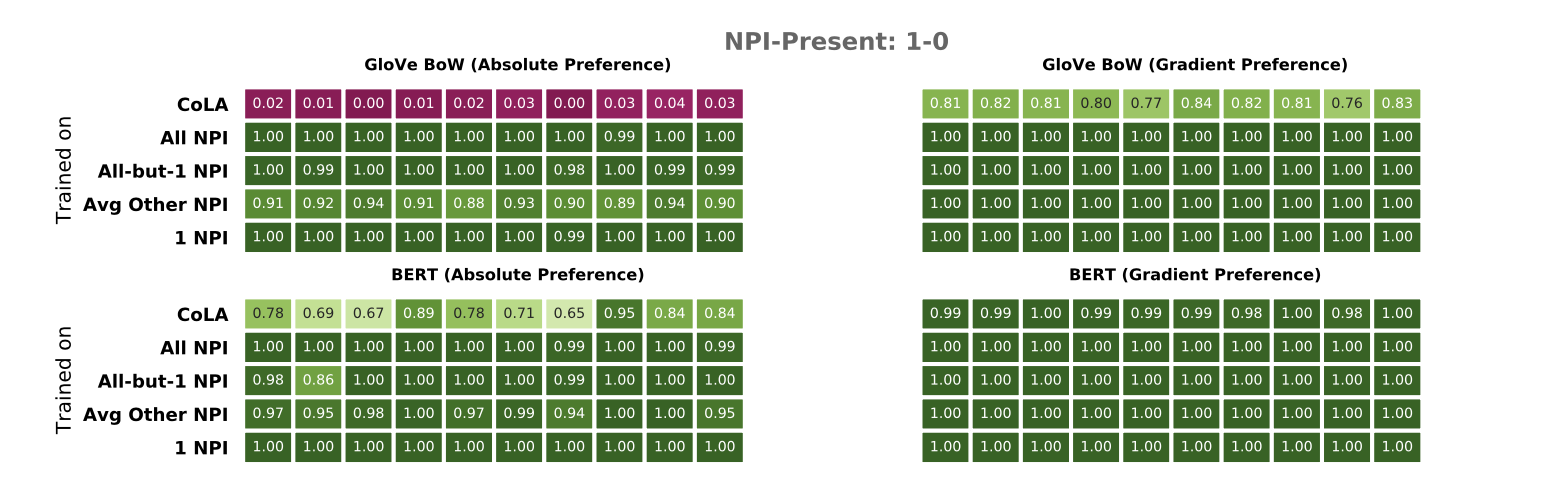 NPI-Present: 1-0
GloVe BoW (Absolute Preference)
GloVe BoW (Gradient Preference)
Trained on
CoLA 0.02 0.01 0.00 0.01 0.02 0.03 0.00 0.03 0.04 0.03 0.81 0.82 0.81 0.80 0.77 0.84 0.82 0.81 0.76 0.83
All NPI 1.00 1.00 1.00 1.00 1.00 1.00 1.00 0.99 1.00 1.00 1.00 1.00 1.00 1.00 1.00 1.00 1.00 1.00 1.00 1.00
All-but-1 NPI 1.00 0.99 1.00 1.00 1.00 1.00 0.98 1.00 0.99 0.99 1.00 1.00 1.00 1.00 1.00 1.00 1.00 1.00 1.00 1.00
Avg Other NPI 0.91 0.92 0.94 0.91 0.88 0.93 0.90 0.89 0.94 0.90 1.00 1.00 1.00 1.00 1.00 1.00 1.00 1.00 1.00 1.00
1 NPI 1.00 1.00 1.00 1.00 1.00 1.00 0.99 1.00 1.00 1.00 1.00 1.00 1.00 1.00 1.00 1.00 1.00 1.00 1.00 1.00
BERT (Absolute Preference)
BERT (Gradient Preference)
Trained on
CoLA 0.78 0.69 0.67 0.89 0.78 0.71 0.65 0.95 0.84 0.84 0.99 0.99 1.00 0.99 0.99 0.99 0.98 1.00 0.98 1.00
All NPI 1.00 1.00 1.00 1.00 1.00 1.00 0.99 1.00 1.00 0.99 1.00 1.00 1.00 1.00 1.00 1.00 1.00 1.00 1.00 1.00
All-but-1 NPI 0.98 0.86 1.00 1.00 1.00 1.00 0.99 1.00 1.00 1.00 1.00 1.00 1.00 1.00 1.00 1.00 1.00 1.00 1.00 1.00
Avg Other NPI 0.97 0.95 0.98 1.00 0.97 0.99 0.94 1.00 1.00 0.95 1.00 1.00 1.00 1.00 1.00 1.00 1.00 1.00 1.00 1.00
1 NPI 1.00 1.00 1.00 1.00 1.00 1.00 1.00 1.00 1.00 1.00 1.00 1.00 1.00 1.00 1.00 1.00 1.00 1.00 1.00 1.00